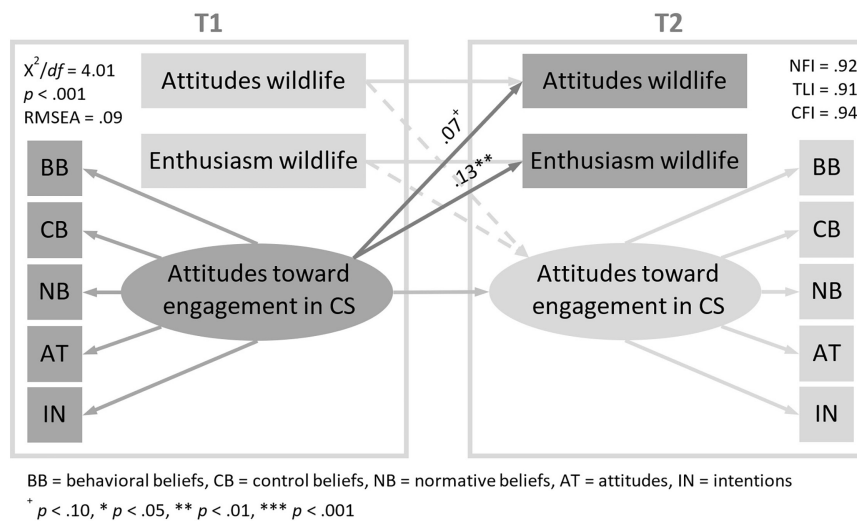 T1
T2
X²/df = 4.01
p < .001
RMSEA = .09
Attitudes wildlife
Enthusiasm wildlife
BB
CB
NB
AT
IN
Attitudes toward
engagement in CS
.07⁺
.13**
Attitudes wildlife
Enthusiasm wildlife
NFI = .92
TLI = .91
CFI = .94
Attitudes toward
engagement in CS
BB
CB
NB
AT
IN
BB = behavioral beliefs, CB = control beliefs, NB = normative beliefs, AT = attitudes, IN = intentions
⁺ p < .10, * p < .05, ** p < .01, *** p < .001